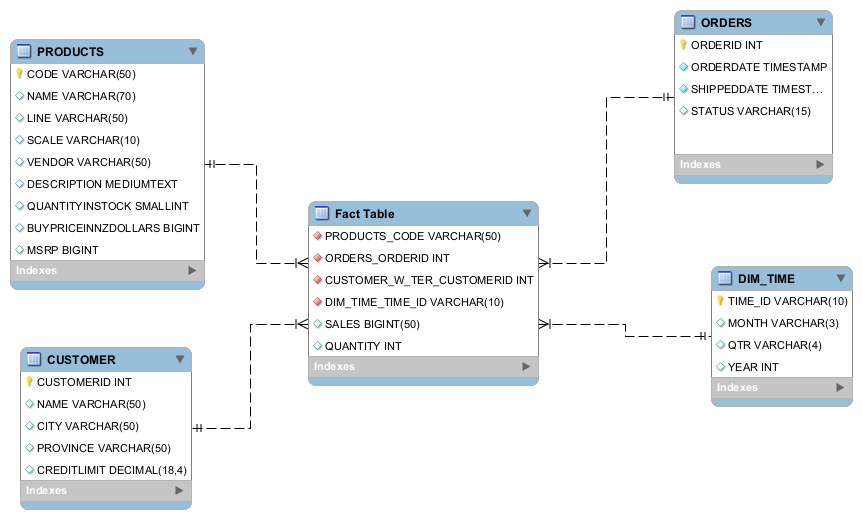 PRODUCTS
CODE VARCHAR(50)
NAME VARCHAR(70)
LINE VARCHAR(50)
SCALE VARCHAR(10)
VENDOR VARCHAR(50)
DESCRIPTION MEDIUMTEXT
QUANTITYINSTOCK SMALLINT
BUYPRICEINNZDOLLARS BIGINT
MSRP BIGINT
Indexes
CUSTOMER
CUSTOMERID INT
NAME VARCHAR(50)
CITY VARCHAR(50)
PROVINCE VARCHAR(50)
CREDITLIMIT DECIMAL(18,4)
Indexes
Fact Table
PRODUCTS_CODE VARCHAR(50)
ORDERS_ORDERID INT
CUSTOMER_W_TER_CUSTOMERID INT
DIM_TIME_TIME_ID VARCHAR(10)
SALES BIGINT(50)
QUANTITY INT
Indexes
ORDERS
ORDERID INT
ORDERDATE TIMESTAMP
SHIPPEDDATE TIMEST...
STATUS VARCHAR(15)
Indexes
DIM_TIME
TIME_ID VARCHAR(10)
MONTH VARCHAR(3)
QTR VARCHAR(4)
YEAR INT
Indexes